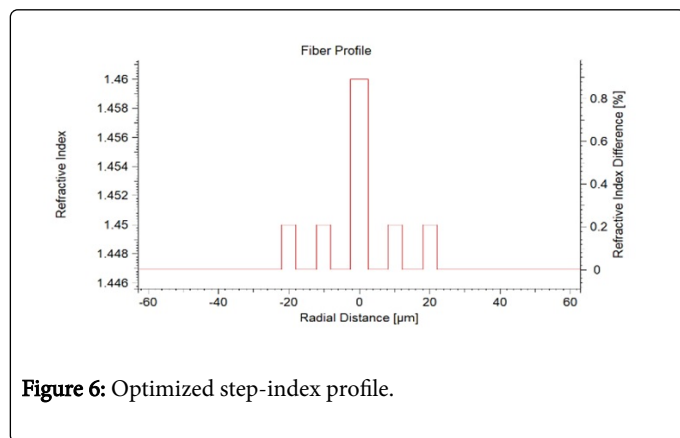 Fiber Profile
Refractive Index
1.46
1.458
1.456
1.454
1.452
1.45
1.448
1.446
0.8
0.6
0.4
0.2
0
Refractive Index Difference [%]
-60 -40 -20 0 20 40 60
Radial Distance [µm]
Figure 6: Optimized step-index profile.